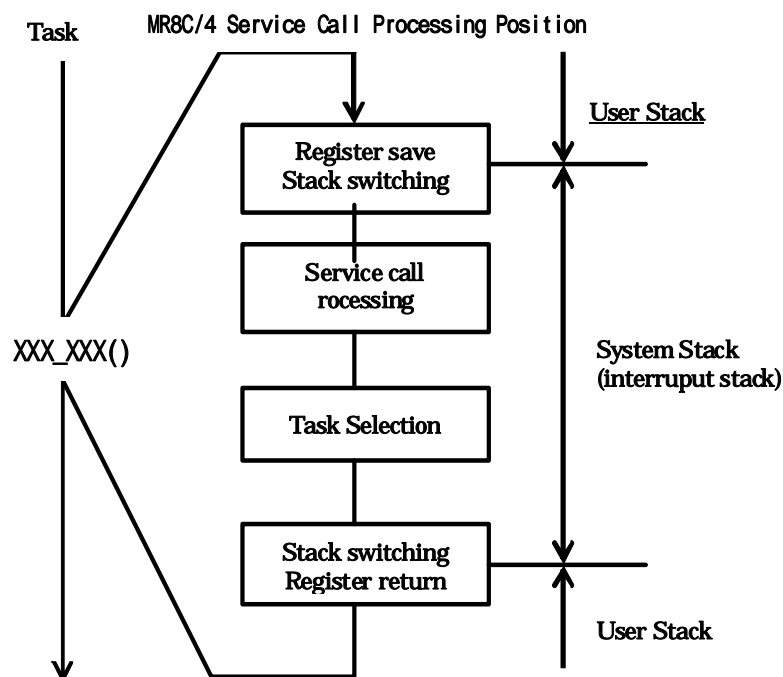 Task
MR8C/4 Service Call Processing Position
User Stack
Register save
Stack switching
Service call
rocessing
XXX_XXX()
System Stack
(interruput stack)
Task Selection
Stack switching
Register return
User Stack